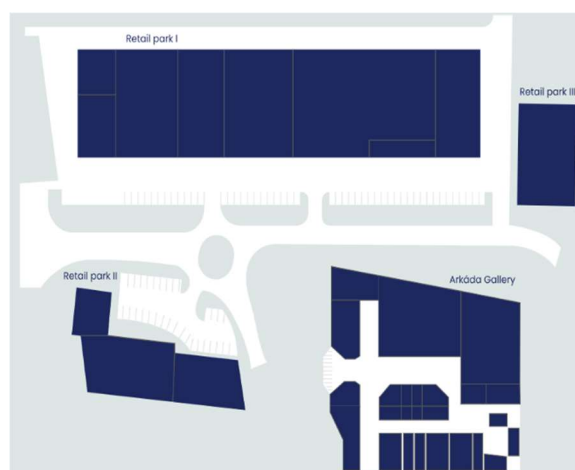 Retail park I
Retail park III
Retail park II
Arkáda Gallery